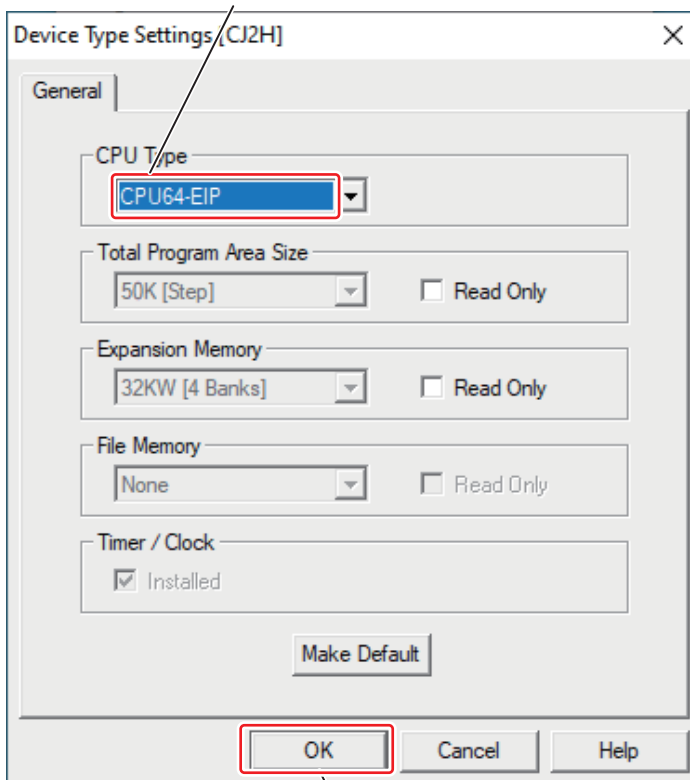 Device Type Settings [CJ2H]
General
CPU Type
CPU64-EIP
Total Program Area Size
50K [Step]
Read Only
Expansion Memory
32KW [4 Banks]
Read Only
File Memory
None
Read Only
Timer / Clock
Installed
Make Default
OK Cancel Help